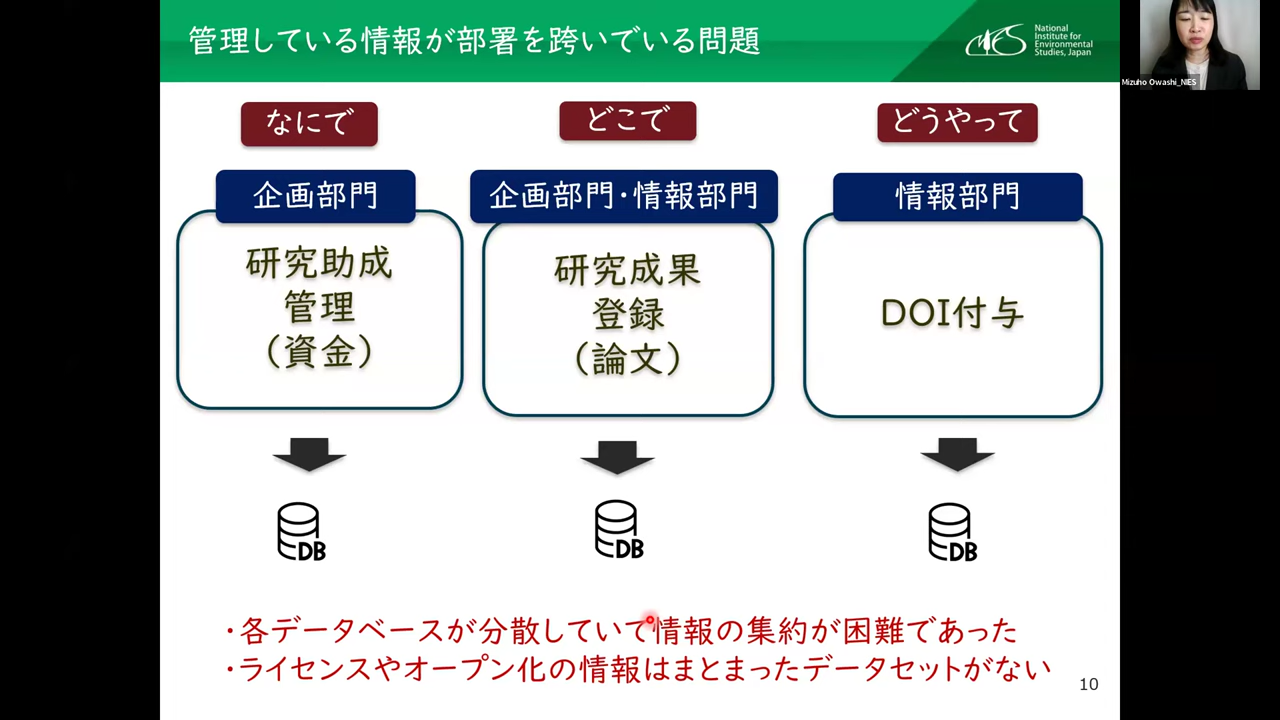 管理している情報が部署を跨いでいる問題
National
Institute for
Environmental
Studies, Japan
Mizuho Owashi_NIES
なにで
どこで
どうやって
企画部門
企画部門・情報部門
情報部門
研究助成
管理
（資金）
研究成果
登録
（論文）
DOI付与
DB
DB
DB
・各データベースが分散していて情報の集約が困難であった
・ライセンスやオープン化の情報はまとまったデータセットがない
10